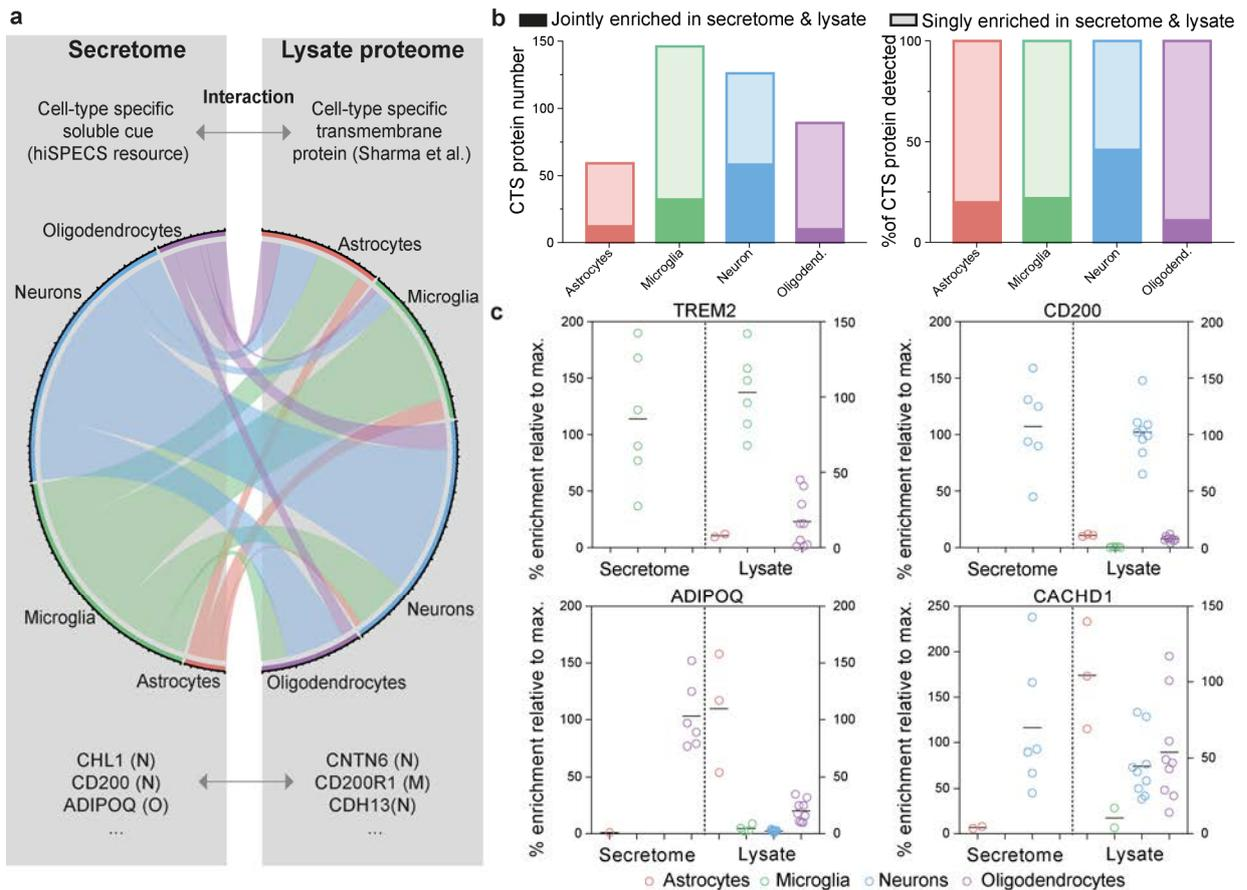 a
Secretome
Lysate proteome
Interaction
Cell-type specific
soluble cue
(hiSPECS resource)
Cell-type specific
transmembrane
protein (Sharma et al.)
Oligodendrocytes
Astrocytes
Neurons
Microglia
Microglia
Neurons
Astrocytes
Oligodendrocytes
CHL1 (N)
CD200 (N)
ADIPOQ (O)
...
CNTN6 (N)
CD200R1 (M)
CDH13(N)
...
b
Jointly enriched in secretome & lysate
Singly enriched in secretome & lysate
CTS protein number
150
100
50
0
Astrocytes
Microglia
Neuron
Oligodend.
%of CTS protein detected
100
50
0
Astrocytes
Microglia
Neuron
Oligodend.
c
TREM2
% enrichment relative to max.
200
150
100
50
0
150
100
50
0
Secretome
Lysate
CD200
% enrichment relative to max.
200
150
100
50
0
200
150
100
50
0
Secretome
Lysate
ADIPOQ
% enrichment relative to max.
200
150
100
50
0
200
150
100
50
0
Secretome
Lysate
CACHD1
% enrichment relative to max.
250
200
150
100
50
0
150
100
50
0
Secretome
Lysate
Astrocytes Microglia Neurons Oligodendrocytes